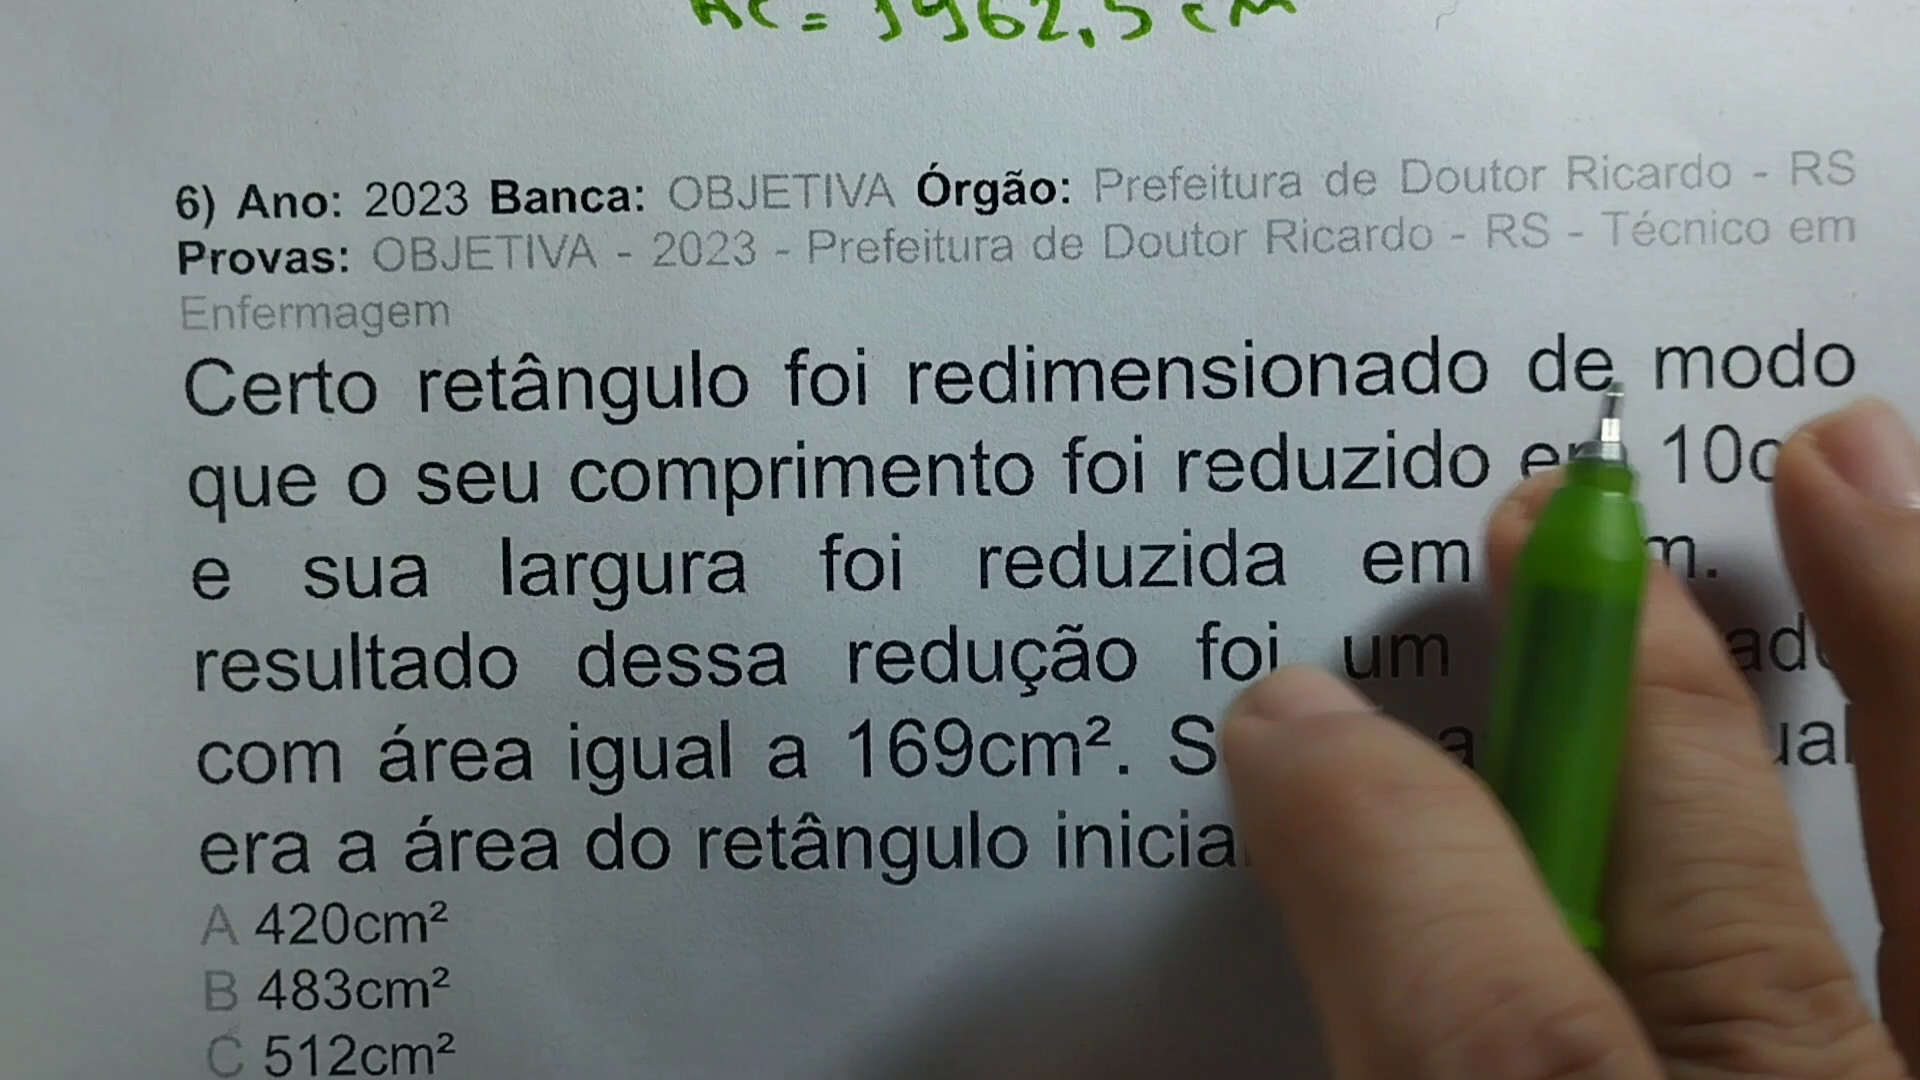 AC = 1962,5 cm
6) Ano: 2023 Banca: OBJETIVA Órgão: Prefeitura de Doutor Ricardo - RS
Provas: OBJETIVA - 2023 - Prefeitura de Doutor Ricardo - RS - Técnico em
Enfermagem
Certo retângulo foi redimensionado de modo
que o seu comprimento foi reduzido em 10c
e sua largura foi reduzida em m.
resultado dessa redução foi um
com área igual a 169cm².
era a área do retângulo inicial
A 420cm²
B 483cm²
C 512cm²